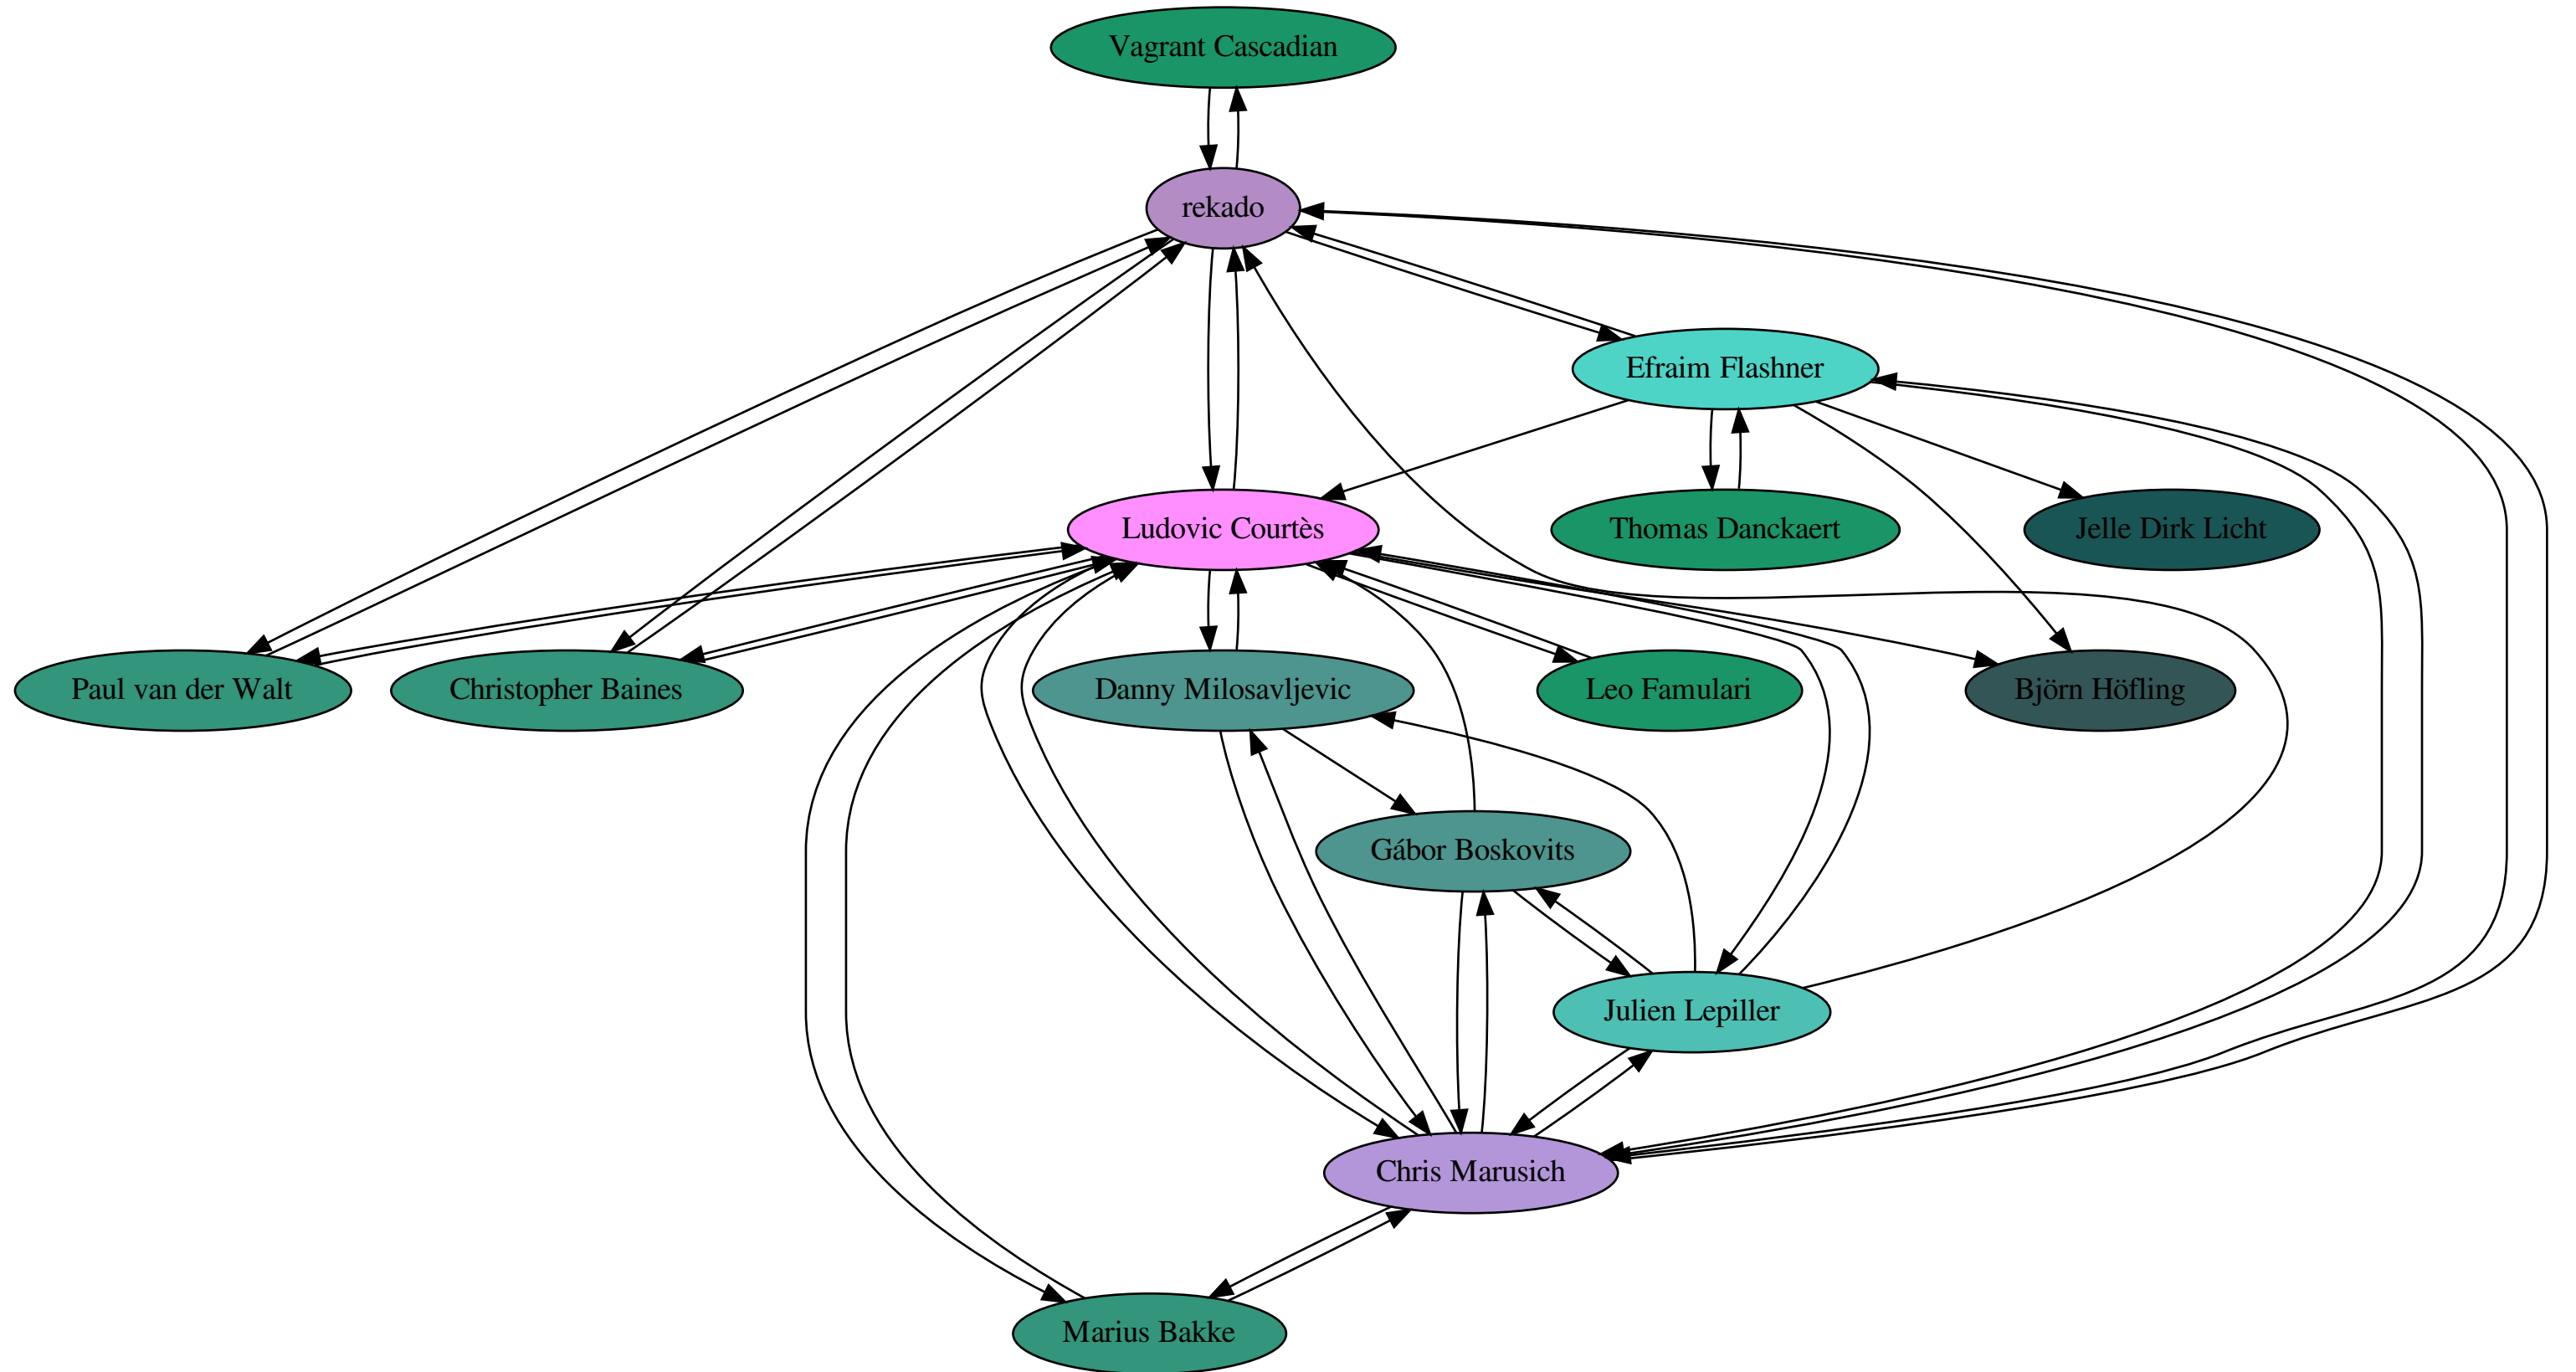 Vagrant Cascadian
rekado
Efraim Flashner
Ludovic Courtès
Thomas Danckaert
Jelle Dirk Licht
Paul van der Walt
Christopher Baines
Danny Milosavljevic
Leo Famulari
Björn Höfling
Gábor Boskovits
Julien Lepiller
Chris Marusich
Marius Bakke